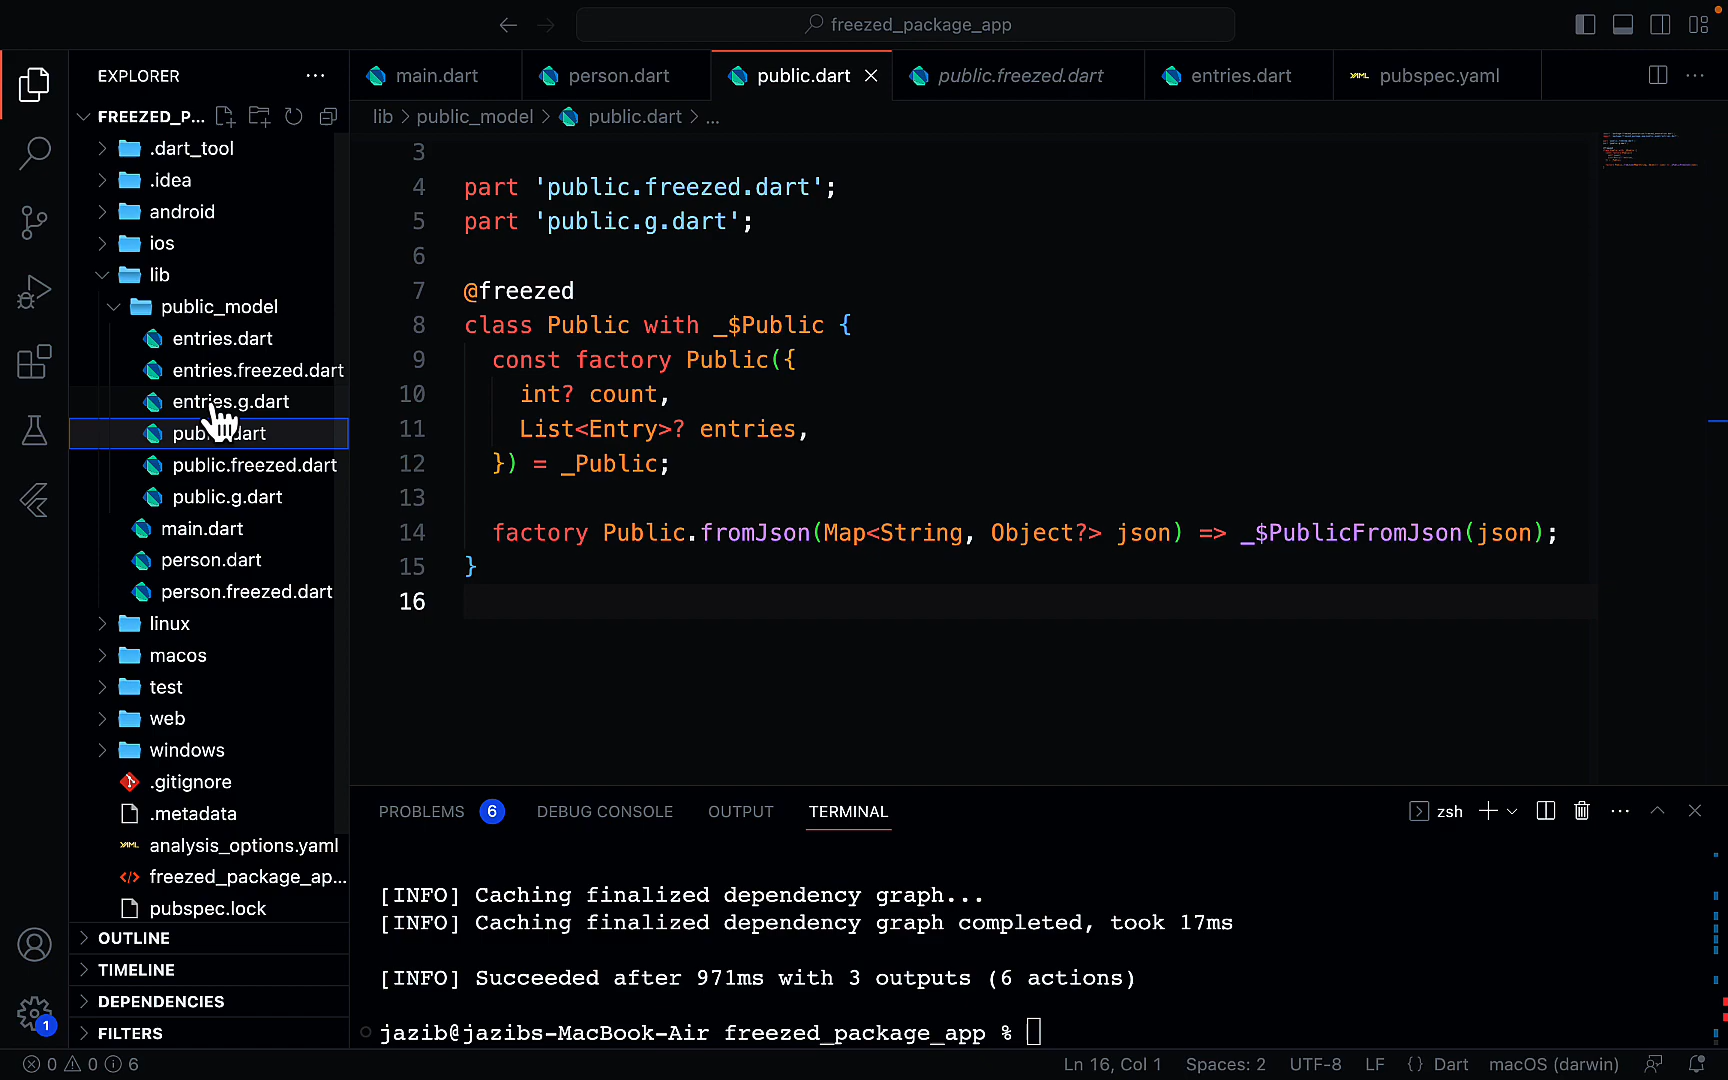 freezed_package_app
EXPLORER
main.dart
person.dart
public.dart
public.freezed.dart
entries.dart
pubspec.yaml
FREEZED_P...
lib > public_model > public.dart > ...
.dart_tool
.idea
android
ios
lib
public_model
entries.dart
entries.freezed.dart
entries.g.dart
public.freezed.dart
public.g.dart
main.dart
person.dart
person.freezed.dart
linux
macos
test
web
windows
.gitignore
.metadata
analysis_options.yaml
freezed_package_ap...
pubspec.lock
OUTLINE
TIMELINE
DEPENDENCIES
FILTERS
3
4 part 'public.freezed.dart';
5 part 'public.g.dart';
6
7 @freezed
8 class Public with _$Public {
9 const factory Public({
10 int? count,
11 List<Entry>? entries,
12 }) = _Public;
13
14 factory Public.fromJson(Map<String, Object?> json) => _$PublicFromJson(json);
15 }
16
PROBLEMS 6 DEBUG CONSOLE OUTPUT TERMINAL
zsh
[INFO] Caching finalized dependency graph...
[INFO] Caching finalized dependency graph completed, took 17ms
[INFO] Succeeded after 971ms with 3 outputs (6 actions)
jazib@jazibs-MacBook-Air freezed_package_app %
1
0 0 6
Ln 16, Col 1 Spaces: 2 UTF-8 LF {} Dart macOS (darwin)